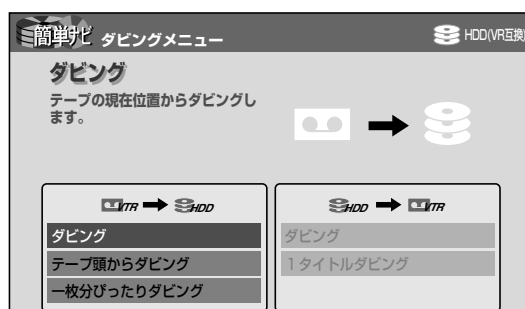 簡単ナビ ダビングメニュー HDD(VR互換)
ダビング
テープの現在位置からダビングし
ます。
VTR HDD
ダビング
テープ頭からダビング
一枚分ぴったりダビング
HDD VTR
ダビング
1タイトルダビング